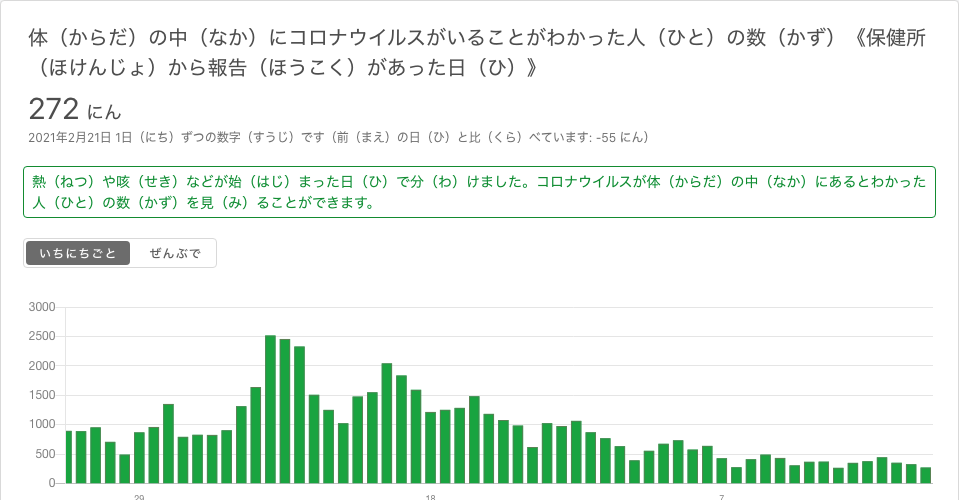 体（からだ）の中（なか）にコロナウイルスがいることがわかった人（ひと）の数（かず）《保健所
（ほけんじょ）から報告（ほうこく）があった日（ひ）》
272 にん
2021年2月21日 1日（にち）ずつの数字（すうじ）です（前（まえ）の日（ひ）と比（くら）べています: -55 にん）
熱（ねつ）や咳（せき）などが始（はじ）まった日（ひ）で分（わ）けました。コロナウイルスが体（からだ）の中（なか）にあるとわかった
人（ひと）の数（かず）を見（み）ることができます。
いちにちごと ぜんぶで
3000
2500
2000
1500
1000
500
0
29 18 7